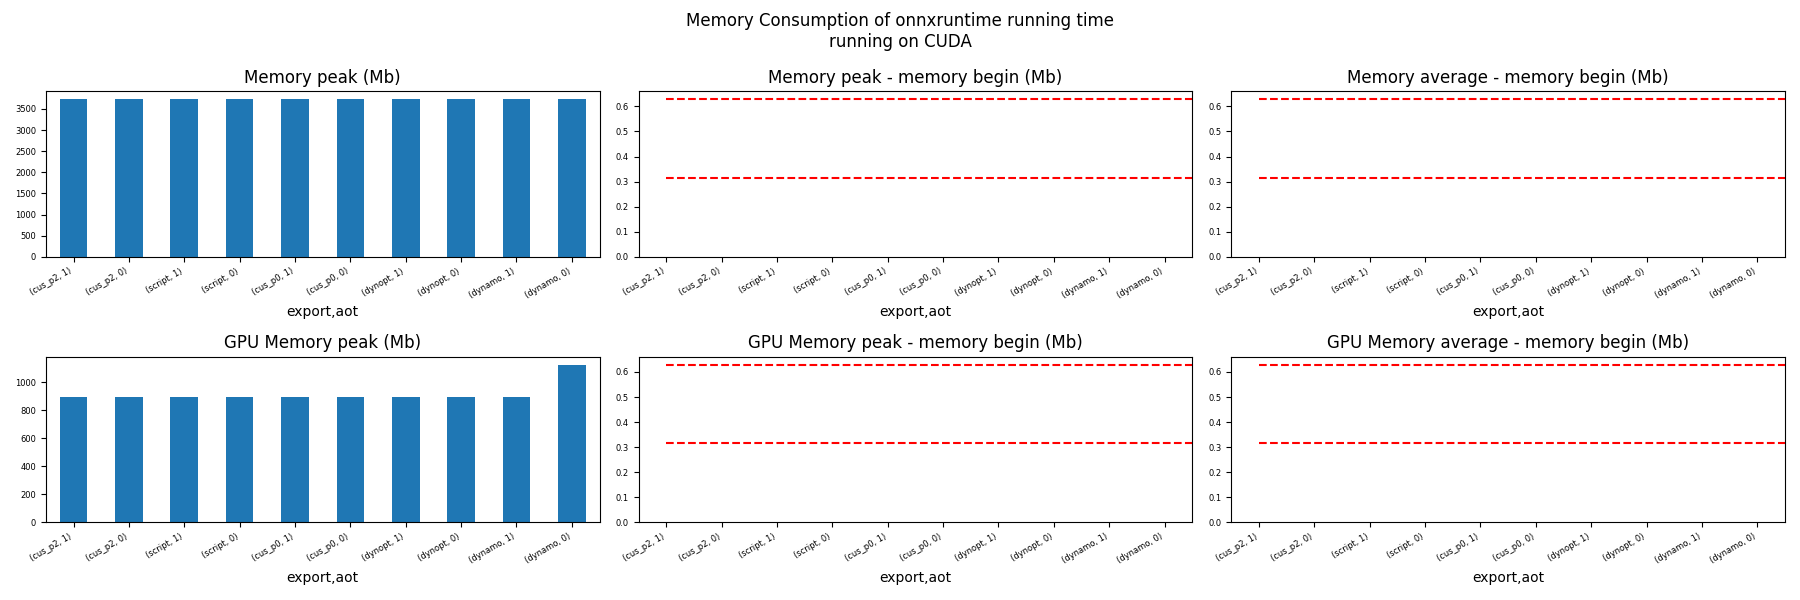 Memory Consumption of onnxruntime running time
running on CUDA
Memory peak (Mb)
3500
3000
2500
2000
1500
1000
500
0
(cus_p2, 1)
(cus_p2, 0)
(script, 1)
(script, 0)
(cus_p0, 1)
(cus_p0, 0)
(dynopt, 1)
(dynopt, 0)
(dynamo, 1)
(dynamo, 0)
export,aot
Memory peak - memory begin (Mb)
0.6
0.5
0.4
0.3
0.2
0.1
0.0
(cus_p2, 1)
(cus_p2, 0)
(script, 1)
(script, 0)
(cus_p0, 1)
(cus_p0, 0)
(dynopt, 1)
(dynopt, 0)
(dynamo, 1)
(dynamo, 0)
export,aot
Memory average - memory begin (Mb)
0.6
0.5
0.4
0.3
0.2
0.1
0.0
(cus_p2, 1)
(cus_p2, 0)
(script, 1)
(script, 0)
(cus_p0, 1)
(cus_p0, 0)
(dynopt, 1)
(dynopt, 0)
(dynamo, 1)
(dynamo, 0)
export,aot
GPU Memory peak (Mb)
1000
800
600
400
200
0
(cus_p2, 1)
(cus_p2, 0)
(script, 1)
(script, 0)
(cus_p0, 1)
(cus_p0, 0)
(dynopt, 1)
(dynopt, 0)
(dynamo, 1)
(dynamo, 0)
export,aot
GPU Memory peak - memory begin (Mb)
0.6
0.5
0.4
0.3
0.2
0.1
0.0
(cus_p2, 1)
(cus_p2, 0)
(script, 1)
(script, 0)
(cus_p0, 1)
(cus_p0, 0)
(dynopt, 1)
(dynopt, 0)
(dynamo, 1)
(dynamo, 0)
export,aot
GPU Memory average - memory begin (Mb)
0.6
0.5
0.4
0.3
0.2
0.1
0.0
(cus_p2, 1)
(cus_p2, 0)
(script, 1)
(script, 0)
(cus_p0, 1)
(cus_p0, 0)
(dynopt, 1)
(dynopt, 0)
(dynamo, 1)
(dynamo, 0)
export,aot